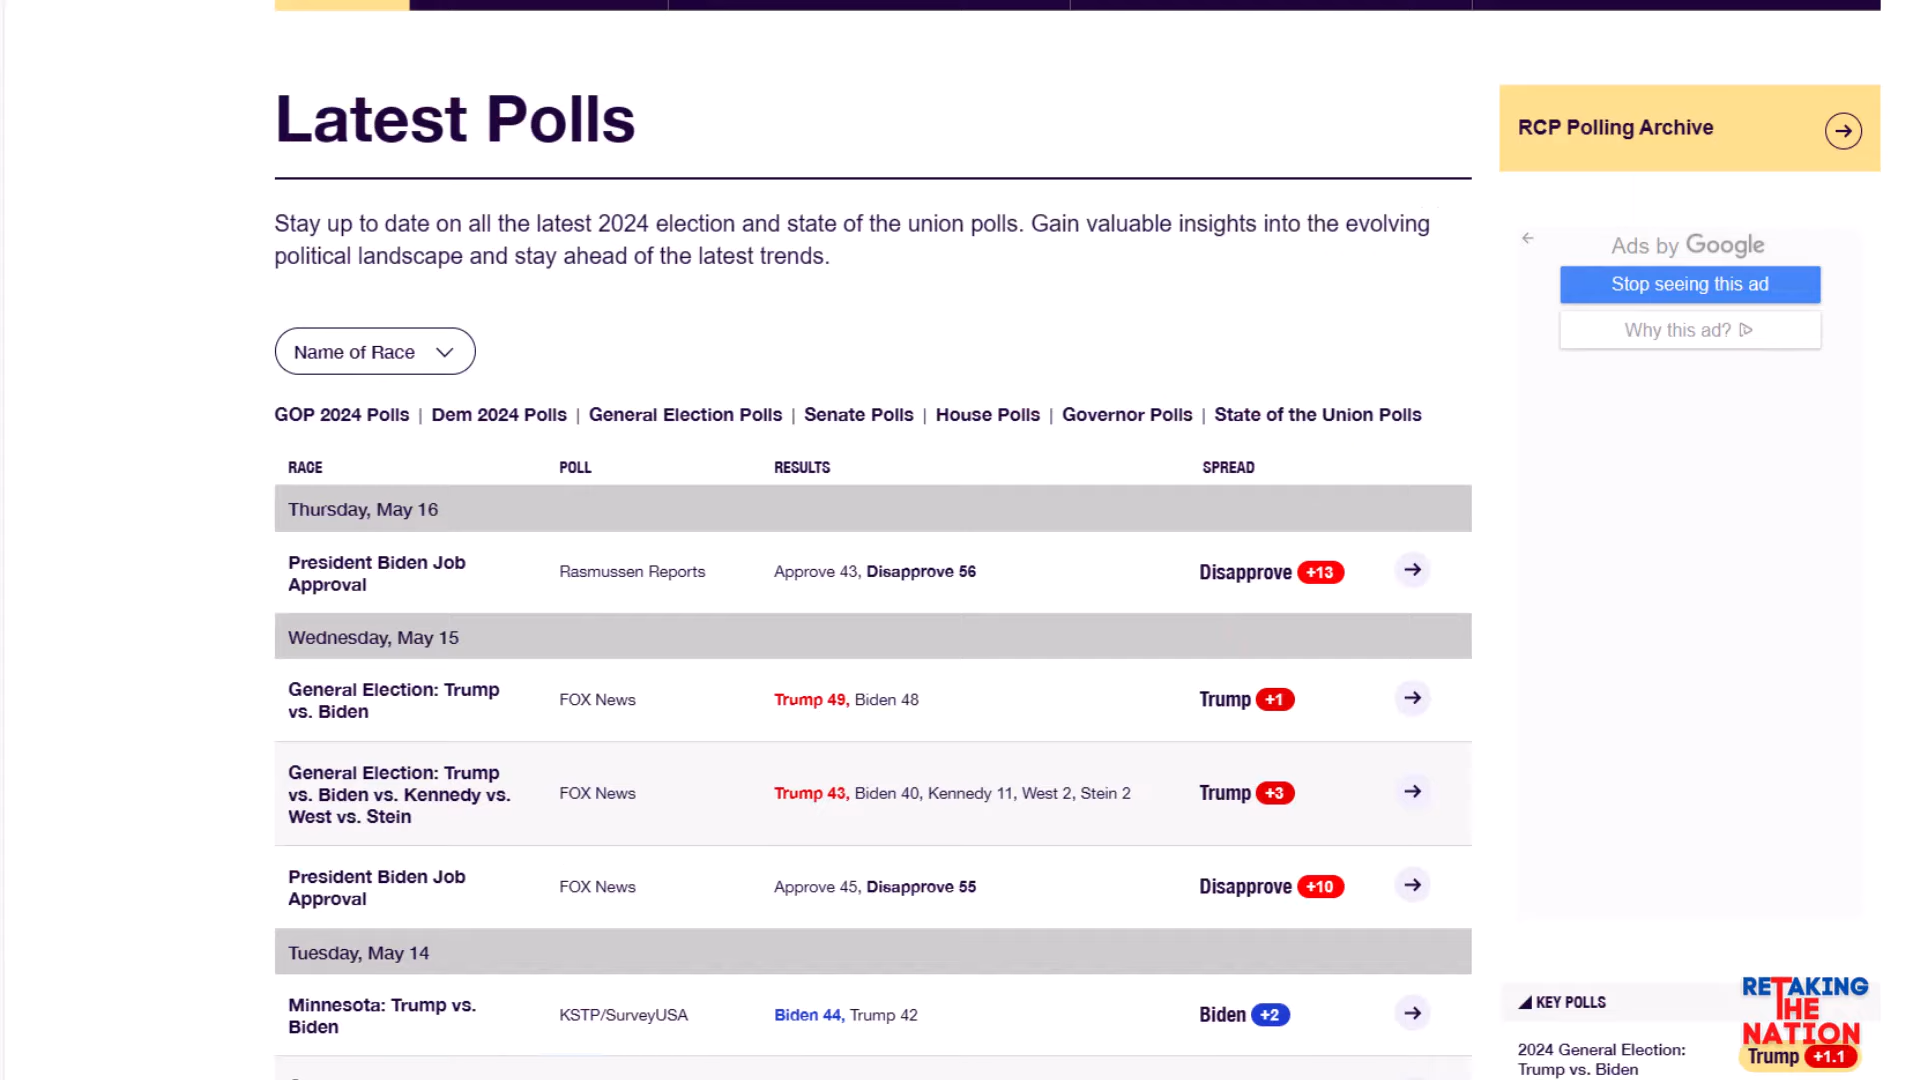 Latest Polls
RCP Polling Archive
Stay up to date on all the latest 2024 election and state of the union polls. Gain valuable insights into the evolving
political landscape and stay ahead of the latest trends.
Ads by Google
Stop seeing this ad
Why this ad?
Name of Race
GOP 2024 Polls | Dem 2024 Polls | General Election Polls | Senate Polls | House Polls | Governor Polls | State of the Union Polls
RACE POLL RESULTS SPREAD
Thursday, May 16
President Biden Job
Approval
Rasmussen Reports
Approve 43, Disapprove 56
Disapprove +13
Wednesday, May 15
General Election: Trump
vs. Biden
FOX News
Trump 49, Biden 48
Trump +1
General Election: Trump
vs. Biden vs. Kennedy vs.
West vs. Stein
FOX News
Trump 43, Biden 40, Kennedy 11, West 2, Stein 2
Trump +3
President Biden Job
Approval
FOX News
Approve 45, Disapprove 55
Disapprove +10
Tuesday, May 14
Minnesota: Trump vs.
Biden
KSTP/SurveyUSA
Biden 44, Trump 42
Biden +2
KEY POLLS
2024 General Election:
Trump vs. Biden
RETAKING
THE
NATION
Trump +1.1